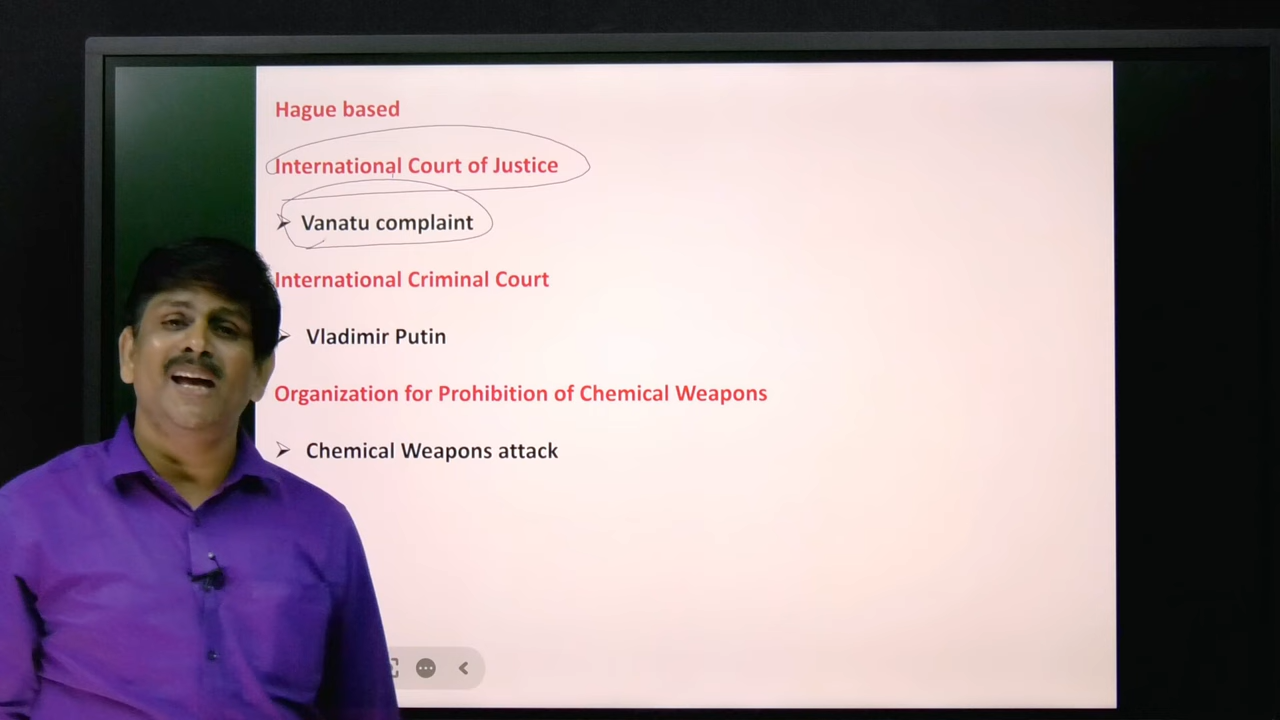 Hague based
International Court of Justice
Vanatu complaint
International Criminal Court
Vladimir Putin
Organization for Prohibition of Chemical Weapons
Chemical Weapons attack